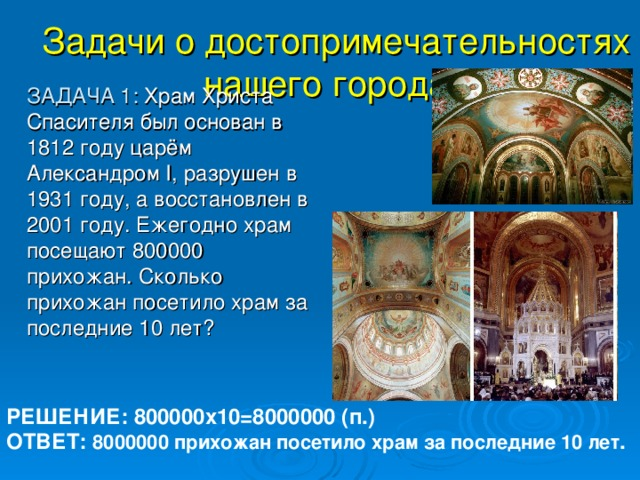 Задачи о достопримечательностях
нашего города
ЗАДАЧА 1: Храм Христа
Спасителя был основан в
1812 году царём
Александром I, разрушен в
1931 году, а восстановлен в
2001 году. Ежегодно храм
посещают 800000
прихожан. Сколько
прихожан посетило храм за
последние 10 лет?
РЕШЕНИЕ: 800000х10=8000000 (п.)
ОТВЕТ: 8000000 прихожан посетило храм за последние 10 лет.